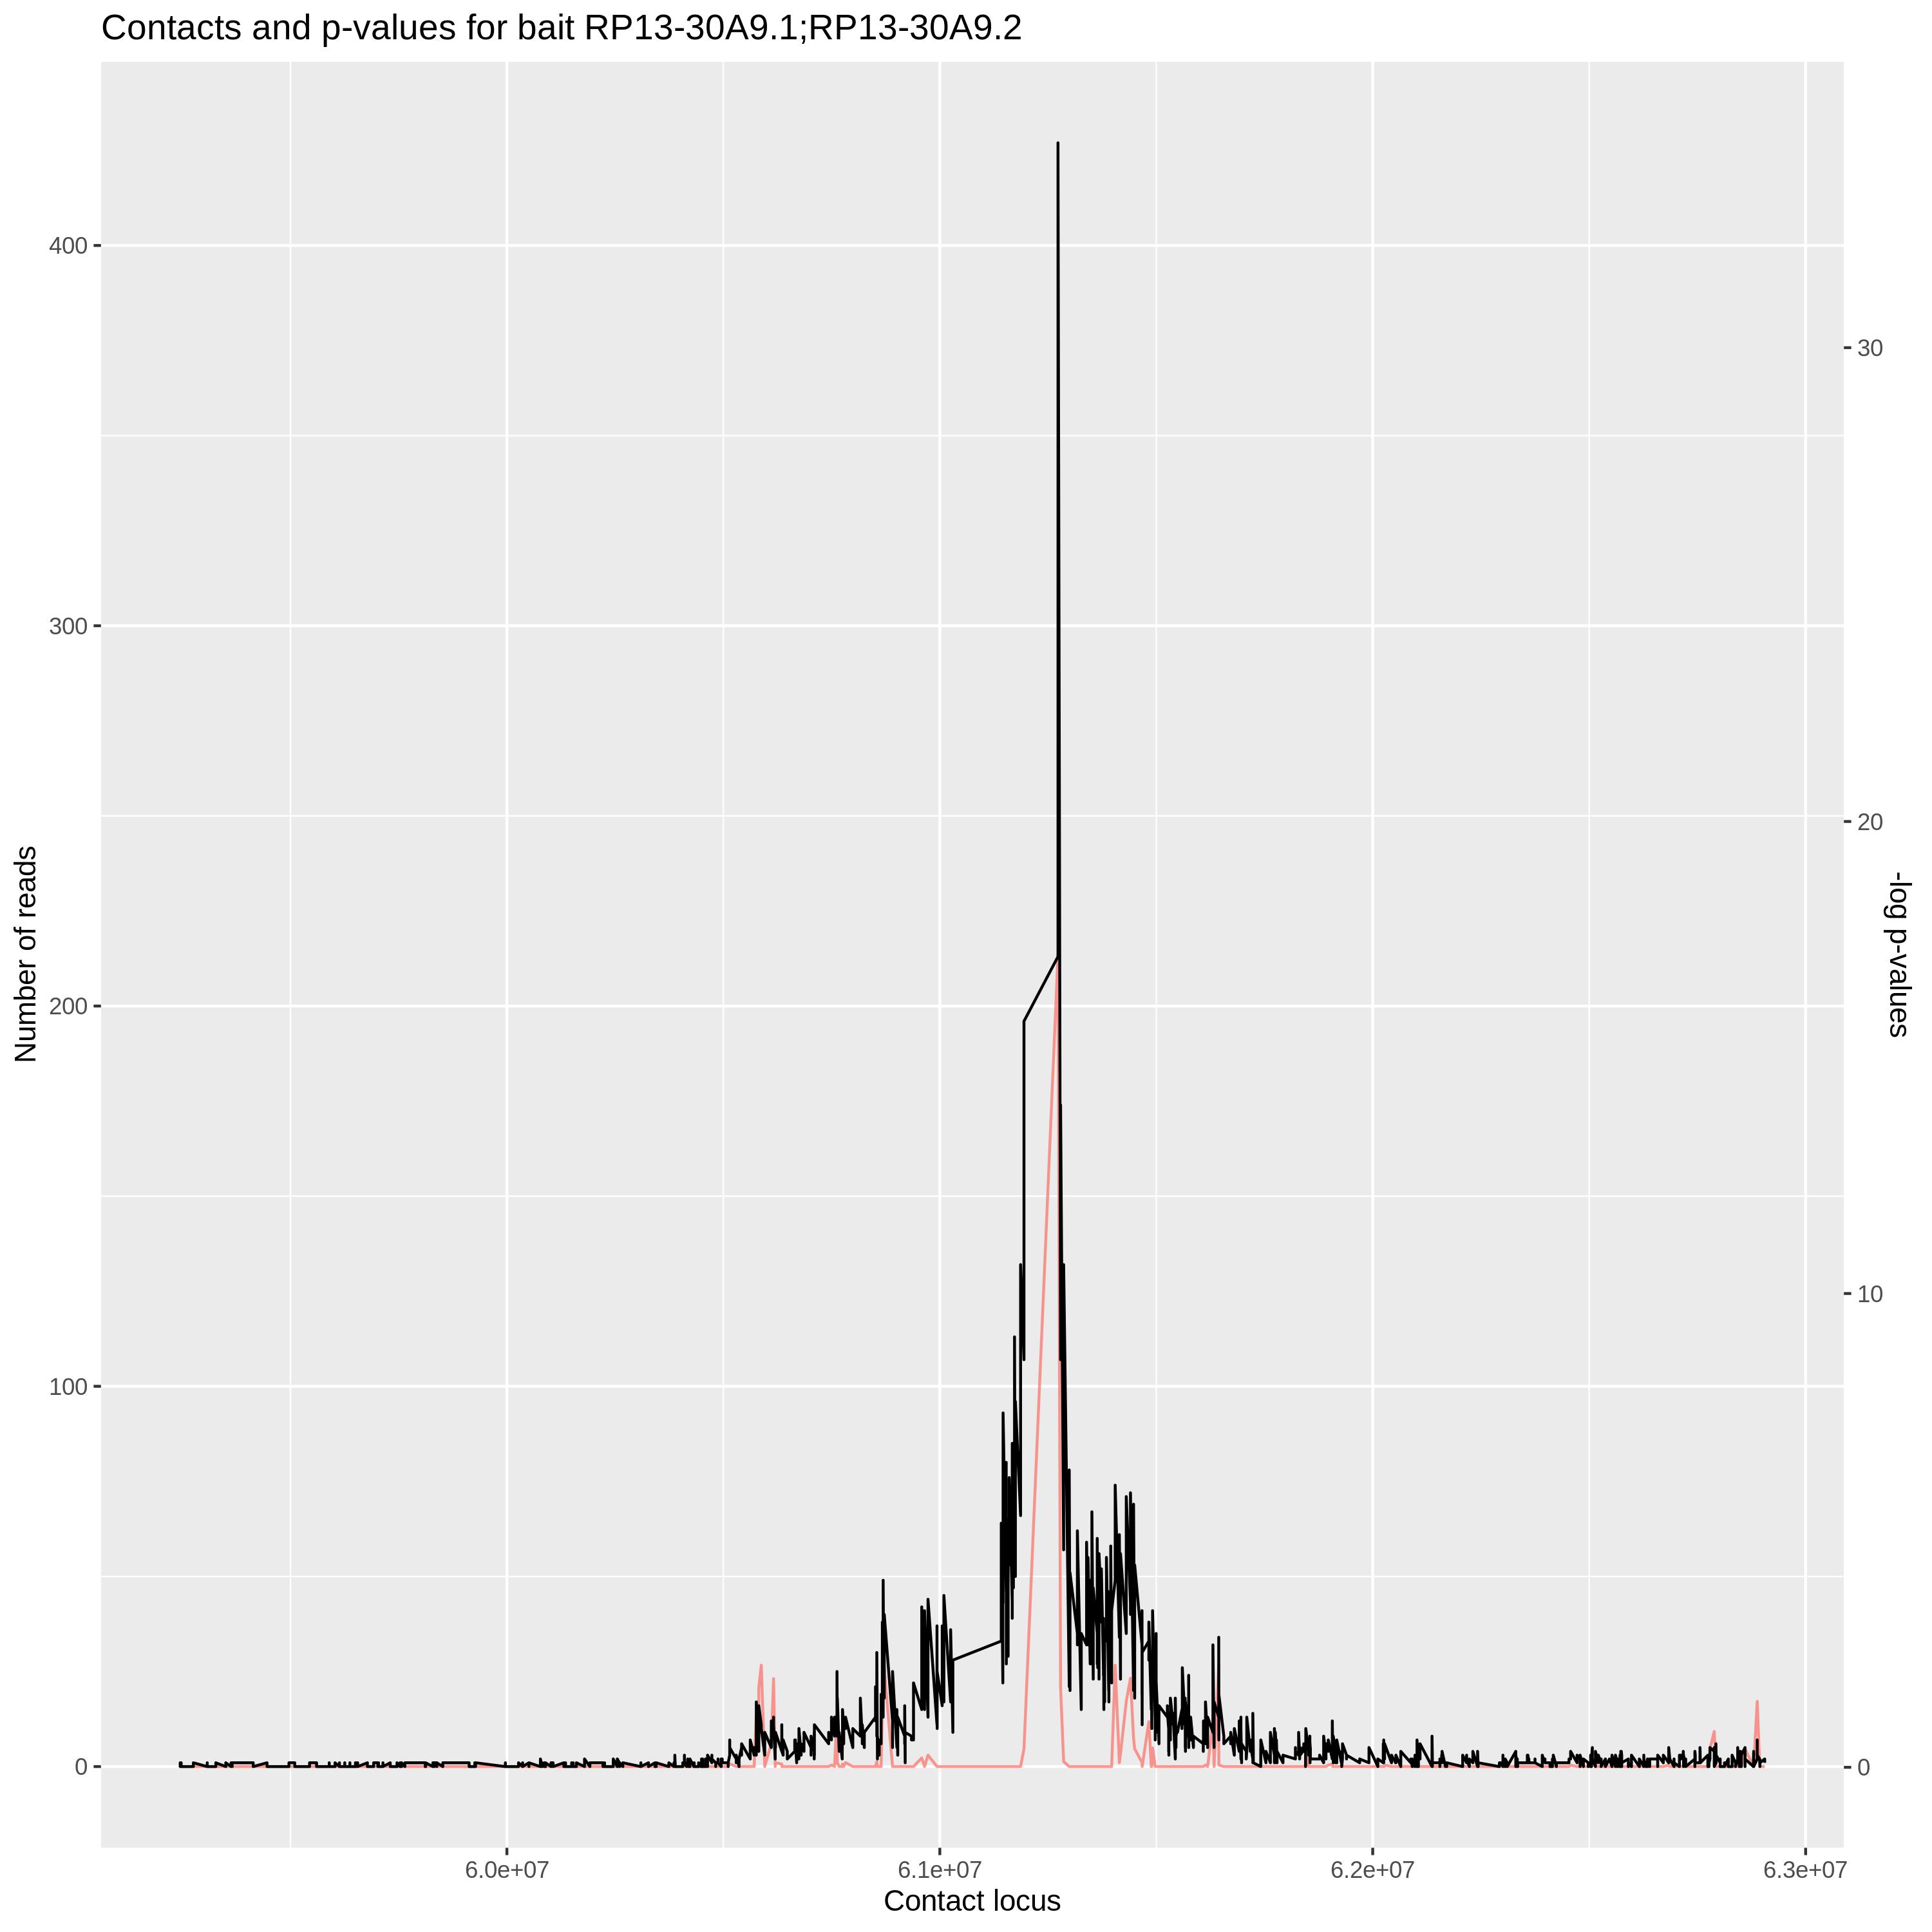 Contacts and p-values for bait RP13-30A9.1;RP13-30A9.2
Number of reads
400
300
200
100
0
30
20
10
0
-log p-values
6.0e+07
6.1e+07
6.2e+07
6.3e+07
Contact locus